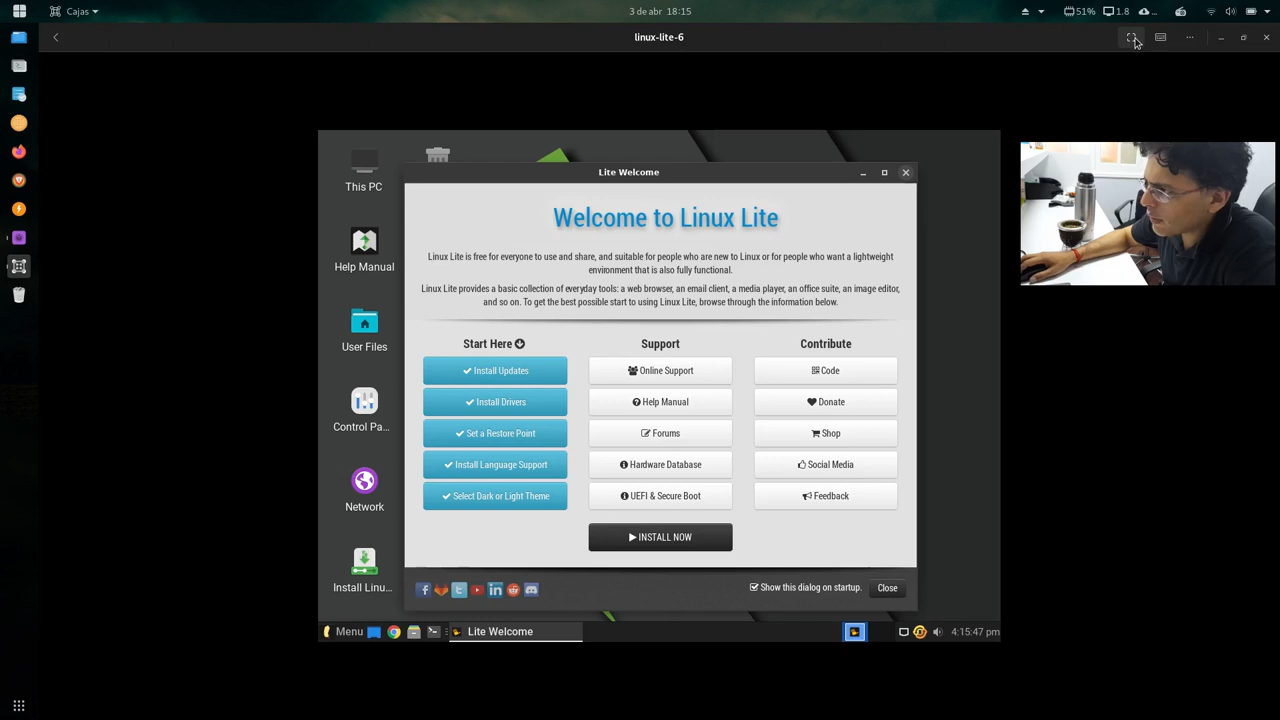 Cajas
3 de abr 18:15
51%
1.8
...
linux-lite-6
This PC
Help Manual
User Files
Control Pa...
Network
Install Linu...
Lite Welcome
Welcome to Linux Lite
Linux Lite is free for everyone to use and share, and suitable for people who are new to Linux or for people who want a lightweight
environment that is also fully functional.
Linux Lite provides a basic collection of everyday tools: a web browser, an email client, a media player, an office suite, an image editor,
and so on. To get the best possible start to using Linux Lite, browse through the information below.
Start Here
Install Updates
Install Drivers
Set a Restore Point
Install Language Support
Select Dark or Light Theme
Support
Online Support
Help Manual
Forums
Hardware Database
UEFI & Secure Boot
Contribute
Code
Donate
Shop
Social Media
Feedback
INSTALL NOW
Show this dialog on startup.
Close
Menu
Lite Welcome
4:15:47 pm